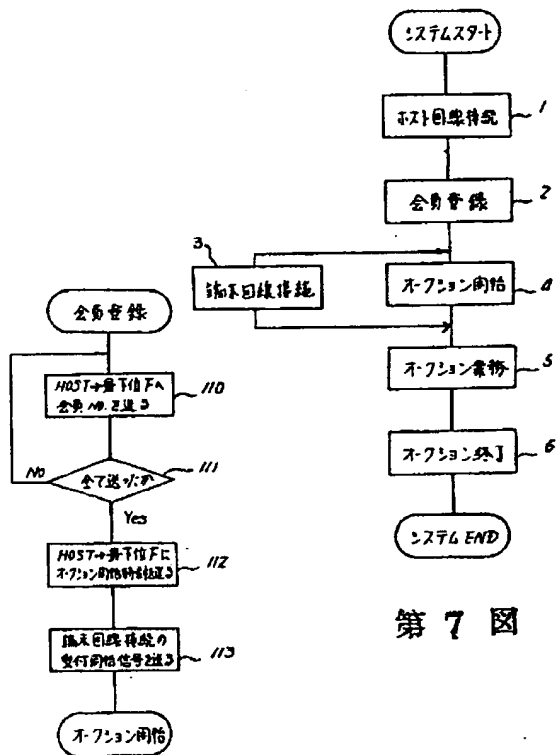 システムスタート
ホスト回線接続
1
会員登録
2
3
端末回線接続
オークション開始
4
オークション業務
5
オークション終了
6
システムEND
第7図
会員登録
HOST→最下位下へ
会員NO.を送る
110
全て送ったか
111
No
Yes
HOST→最下位下に
オークション開始時刻を送る
112
端末回線接続の
受付開始信号を送る
113
オークション開始